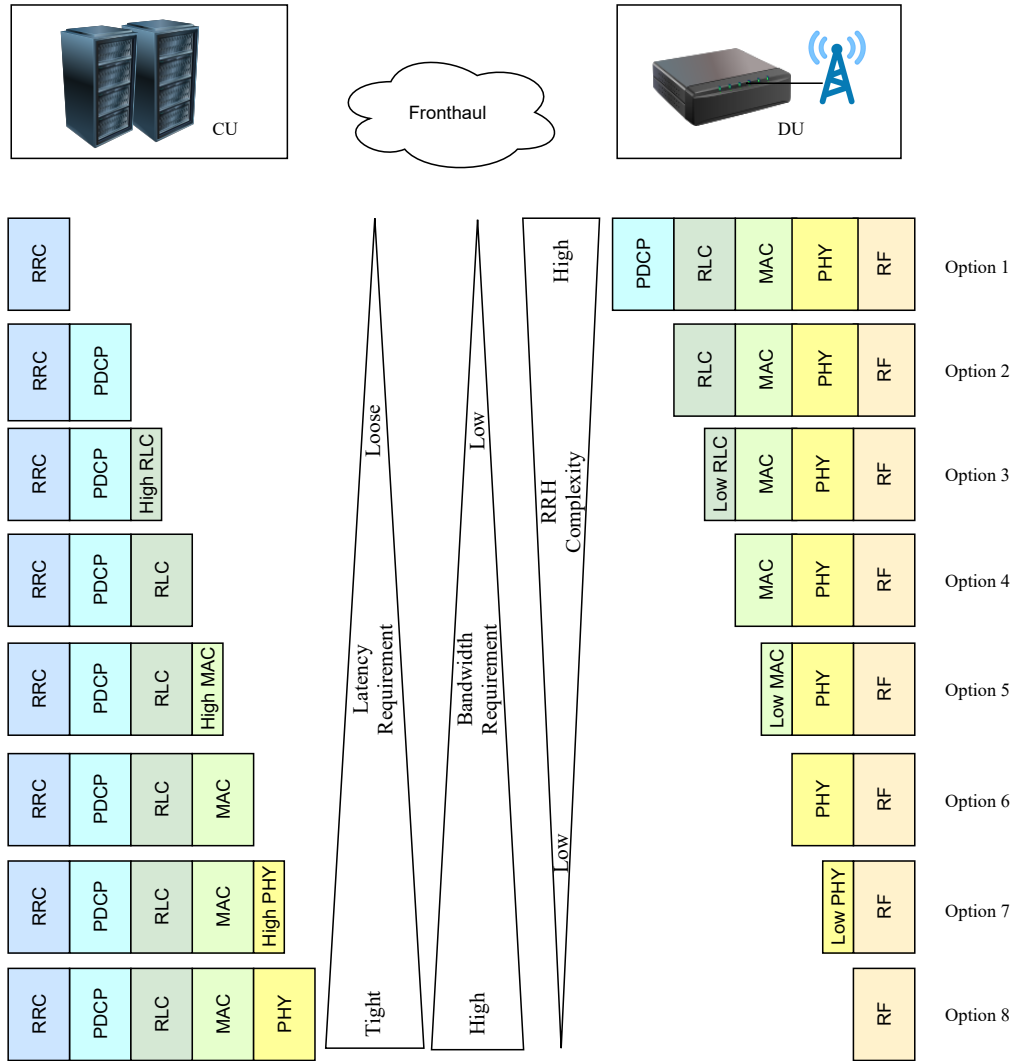 CU
Fronthaul
DU
RRC
High
PDCP
RLC
MAC
PHY
RF
Option 1
RRC
PDCP
RLC
MAC
PHY
RF
Option 2
Loose
Low
RRC
PDCP
High RLC
RRH
Complexity
Low RLC
MAC
PHY
RF
Option 3
RRC
PDCP
RLC
MAC
PHY
RF
Option 4
RRC
PDCP
RLC
High MAC
Latency
Requirement
Bandwidth
Requirement
Low MAC
PHY
RF
Option 5
RRC
PDCP
RLC
MAC
Low
PHY
RF
Option 6
RRC
PDCP
RLC
MAC
High PHY
Low PHY
RF
Option 7
RRC
PDCP
RLC
MAC
PHY
Tight
High
RF
Option 8